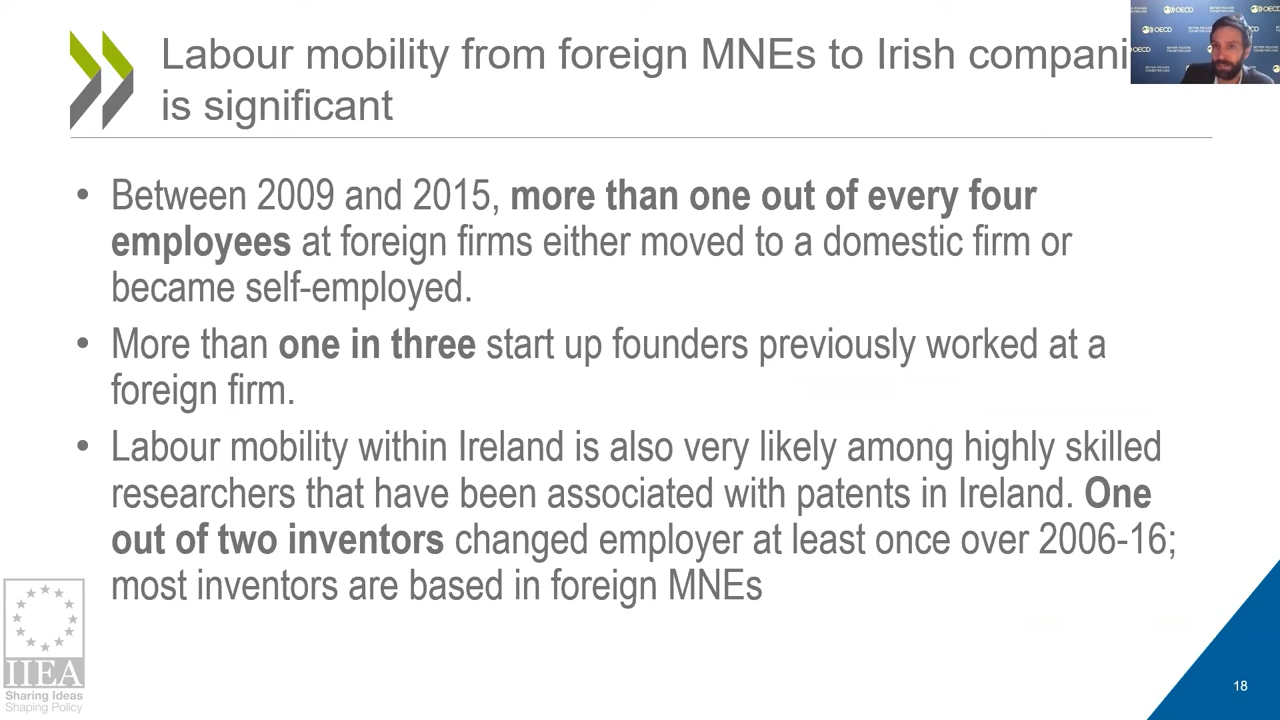 Labour mobility from foreign MNEs to Irish compani
is significant
• Between 2009 and 2015, more than one out of every four
employees at foreign firms either moved to a domestic firm or
became self-employed.
• More than one in three start up founders previously worked at a
foreign firm.
• Labour mobility within Ireland is also very likely among highly skilled
researchers that have been associated with patents in Ireland. One
out of two inventors changed employer at least once over 2006-16;
most inventors are based in foreign MNEs
IIEA
Sharing Ideas
Shaping Policy
18
OECD